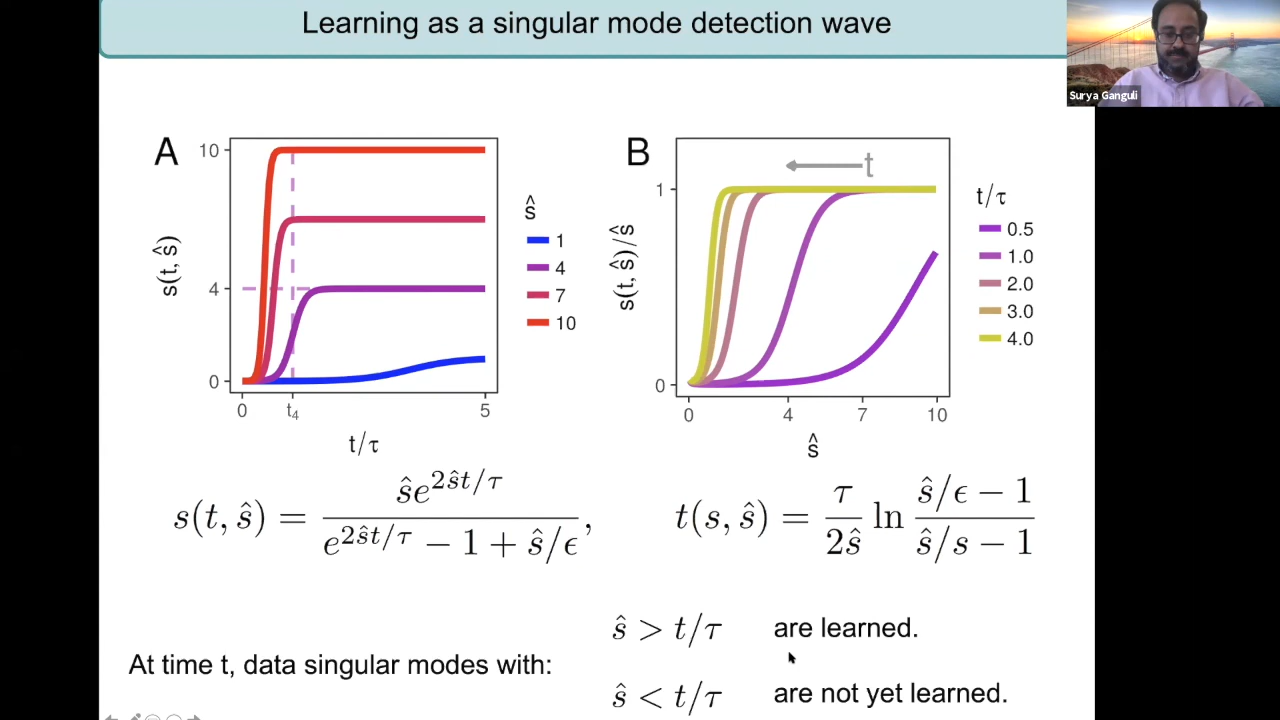 Learning as a singular mode detection wave
Surya Ganguli
A
10
4
0
s(t, ŝ)
0 t₄ 5
t/τ
ŝ
1
4
7
10
B
t
1
0
s(t, ŝ)/ŝ
0 4 7 10
ŝ
t/τ
0.5
1.0
2.0
3.0
4.0
s(t, ŝ) = ŝe^{2ŝt/τ} / (e^{2ŝt/τ} − 1 + ŝ/ϵ),
t(s, ŝ) = τ/2ŝ ln (ŝ/ϵ − 1)/(ŝ/s − 1)
At time t, data singular modes with:
ŝ > t/τ are learned.
ŝ < t/τ are not yet learned.